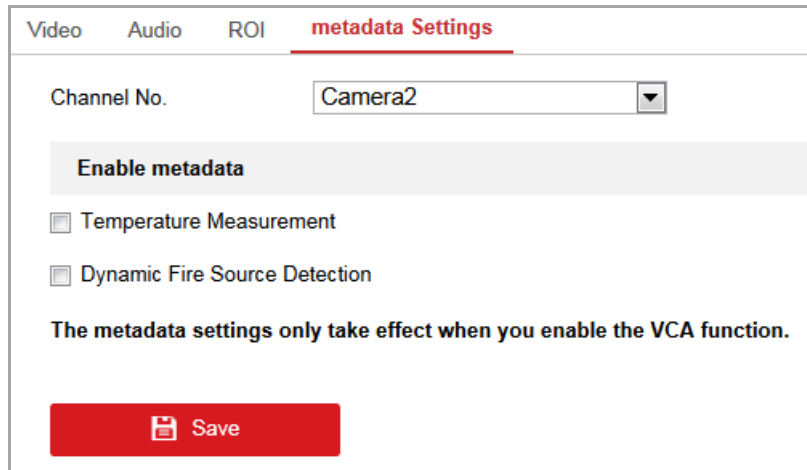 Video Audio ROI metadata Settings
Channel No. Camera2
Enable metadata
Temperature Measurement
Dynamic Fire Source Detection
The metadata settings only take effect when you enable the VCA function.
Save